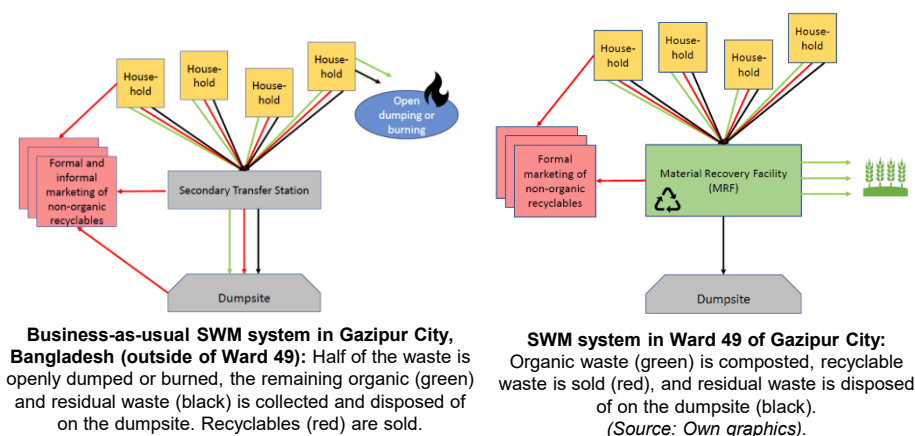 House-
hold
House-
hold
House-
hold
House-
hold
Open
dumping or
burning
Formal and
informal
marketing of
non-organic
recyclables
Secondary Transfer Station
Dumpsite
Business-as-usual SWM system in Gazipur City,
Bangladesh (outside of Ward 49): Half of the waste is
openly dumped or burned, the remaining organic (green)
and residual waste (black) is collected and disposed of
on the dumpsite. Recyclables (red) are sold.
House-
hold
House-
hold
House-
hold
House-
hold
Formal
marketing of
non-organic
recyclables
Material Recovery Facility
(MRF)
Dumpsite
SWM system in Ward 49 of Gazipur City:
Organic waste (green) is composted, recyclable
waste is sold (red), and residual waste is disposed
of on the dumpsite (black).
(Source: Own graphics).